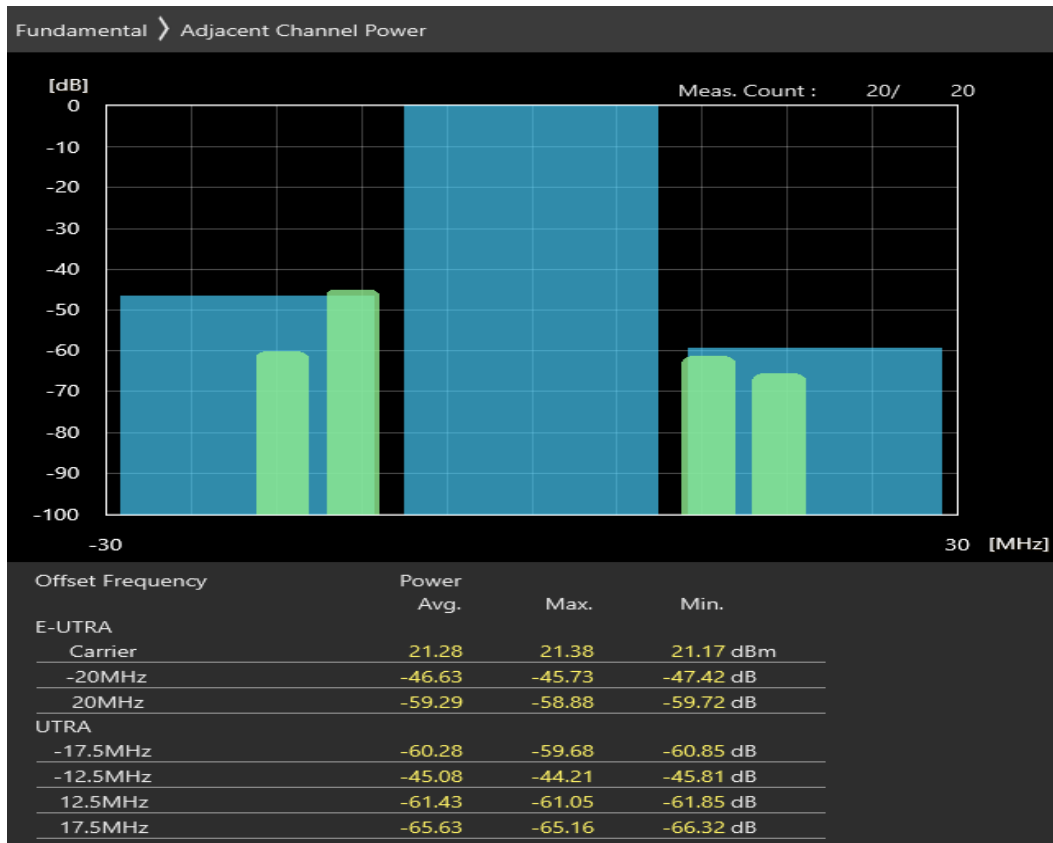 Fundamental 〉 Adjacent Channel Power
[dB]
Meas. Count : 20/ 20
0
-10
-20
-30
-40
-50
-60
-70
-80
-90
-100
-30 30 [MHz]
Offset Frequency Power
Avg. Max. Min.
E-UTRA
Carrier 21.28 21.38 21.17 dBm
-20MHz -46.63 -45.73 -47.42 dB
20MHz -59.29 -58.88 -59.72 dB
UTRA
-17.5MHz -60.28 -59.68 -60.85 dB
-12.5MHz -45.08 -44.21 -45.81 dB
12.5MHz -61.43 -61.05 -61.85 dB
17.5MHz -65.63 -65.16 -66.32 dB